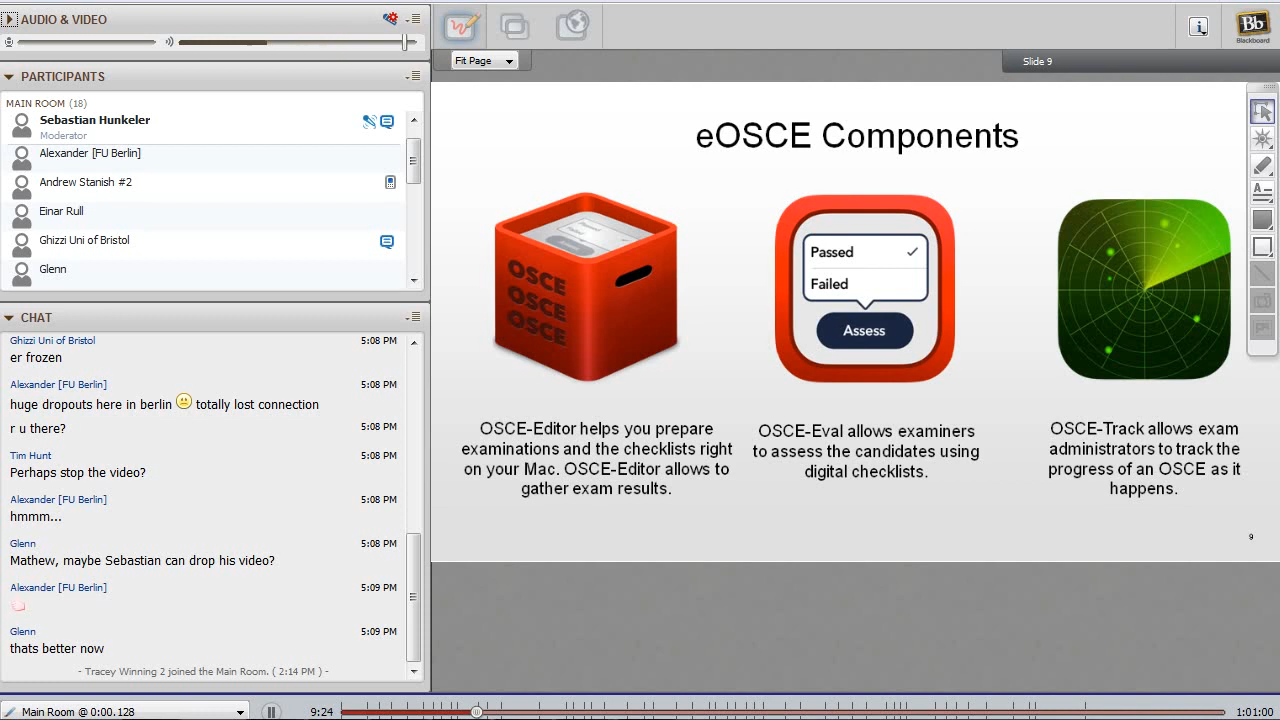 AUDIO & VIDEO
PARTICIPANTS
MAIN ROOM (18)
Sebastian Hunkeler
Moderator
Alexander [FU Berlin]
Andrew Stanish #2
Einar Rull
Ghizzi Uni of Bristol
Glenn
CHAT
Ghizzi Uni of Bristol 5:08 PM
er frozen
Alexander [FU Berlin] 5:08 PM
huge dropouts here in berlin totally lost connection
r u there? 5:08 PM
Tim Hunt 5:08 PM
Perhaps stop the video?
Alexander [FU Berlin] 5:08 PM
hmmm...
Glenn 5:08 PM
Mathew, maybe Sebastian can drop his video?
Alexander [FU Berlin] 5:09 PM
Glenn 5:09 PM
thats better now
- Tracey Winning 2 joined the Main Room. ( 2:14 PM ) -
Main Room @ 0:00.128
9:24
1:01:00
Bb
Blackboard
Fit Page
Slide 9
eOSCE Components
Passed
Failed
Assess
OSCE
OSCE
OSCE
Passed
Failed
Assess
OSCE-Editor helps you prepare
examinations and the checklists right
on your Mac. OSCE-Editor allows to
gather exam results.
OSCE-Eval allows examiners
to assess the candidates using
digital checklists.
OSCE-Track allows exam
administrators to track the
progress of an OSCE as it
happens.
9